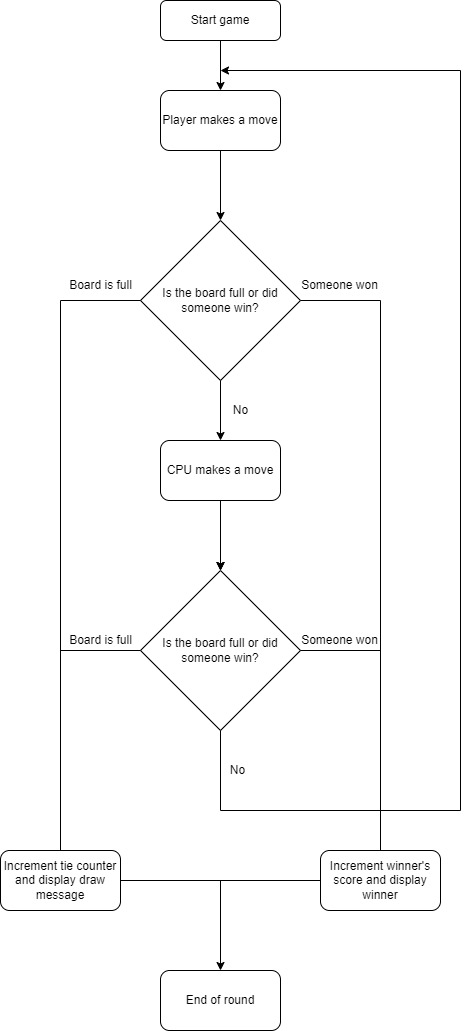 Start game
Player makes a move
Board is full
Someone won
Is the board full or did
someone win?
No
CPU makes a move
Board is full
Someone won
Is the board full or did
someone win?
No
Increment tie counter
and display draw
message
Increment winner's
score and display
winner
End of round